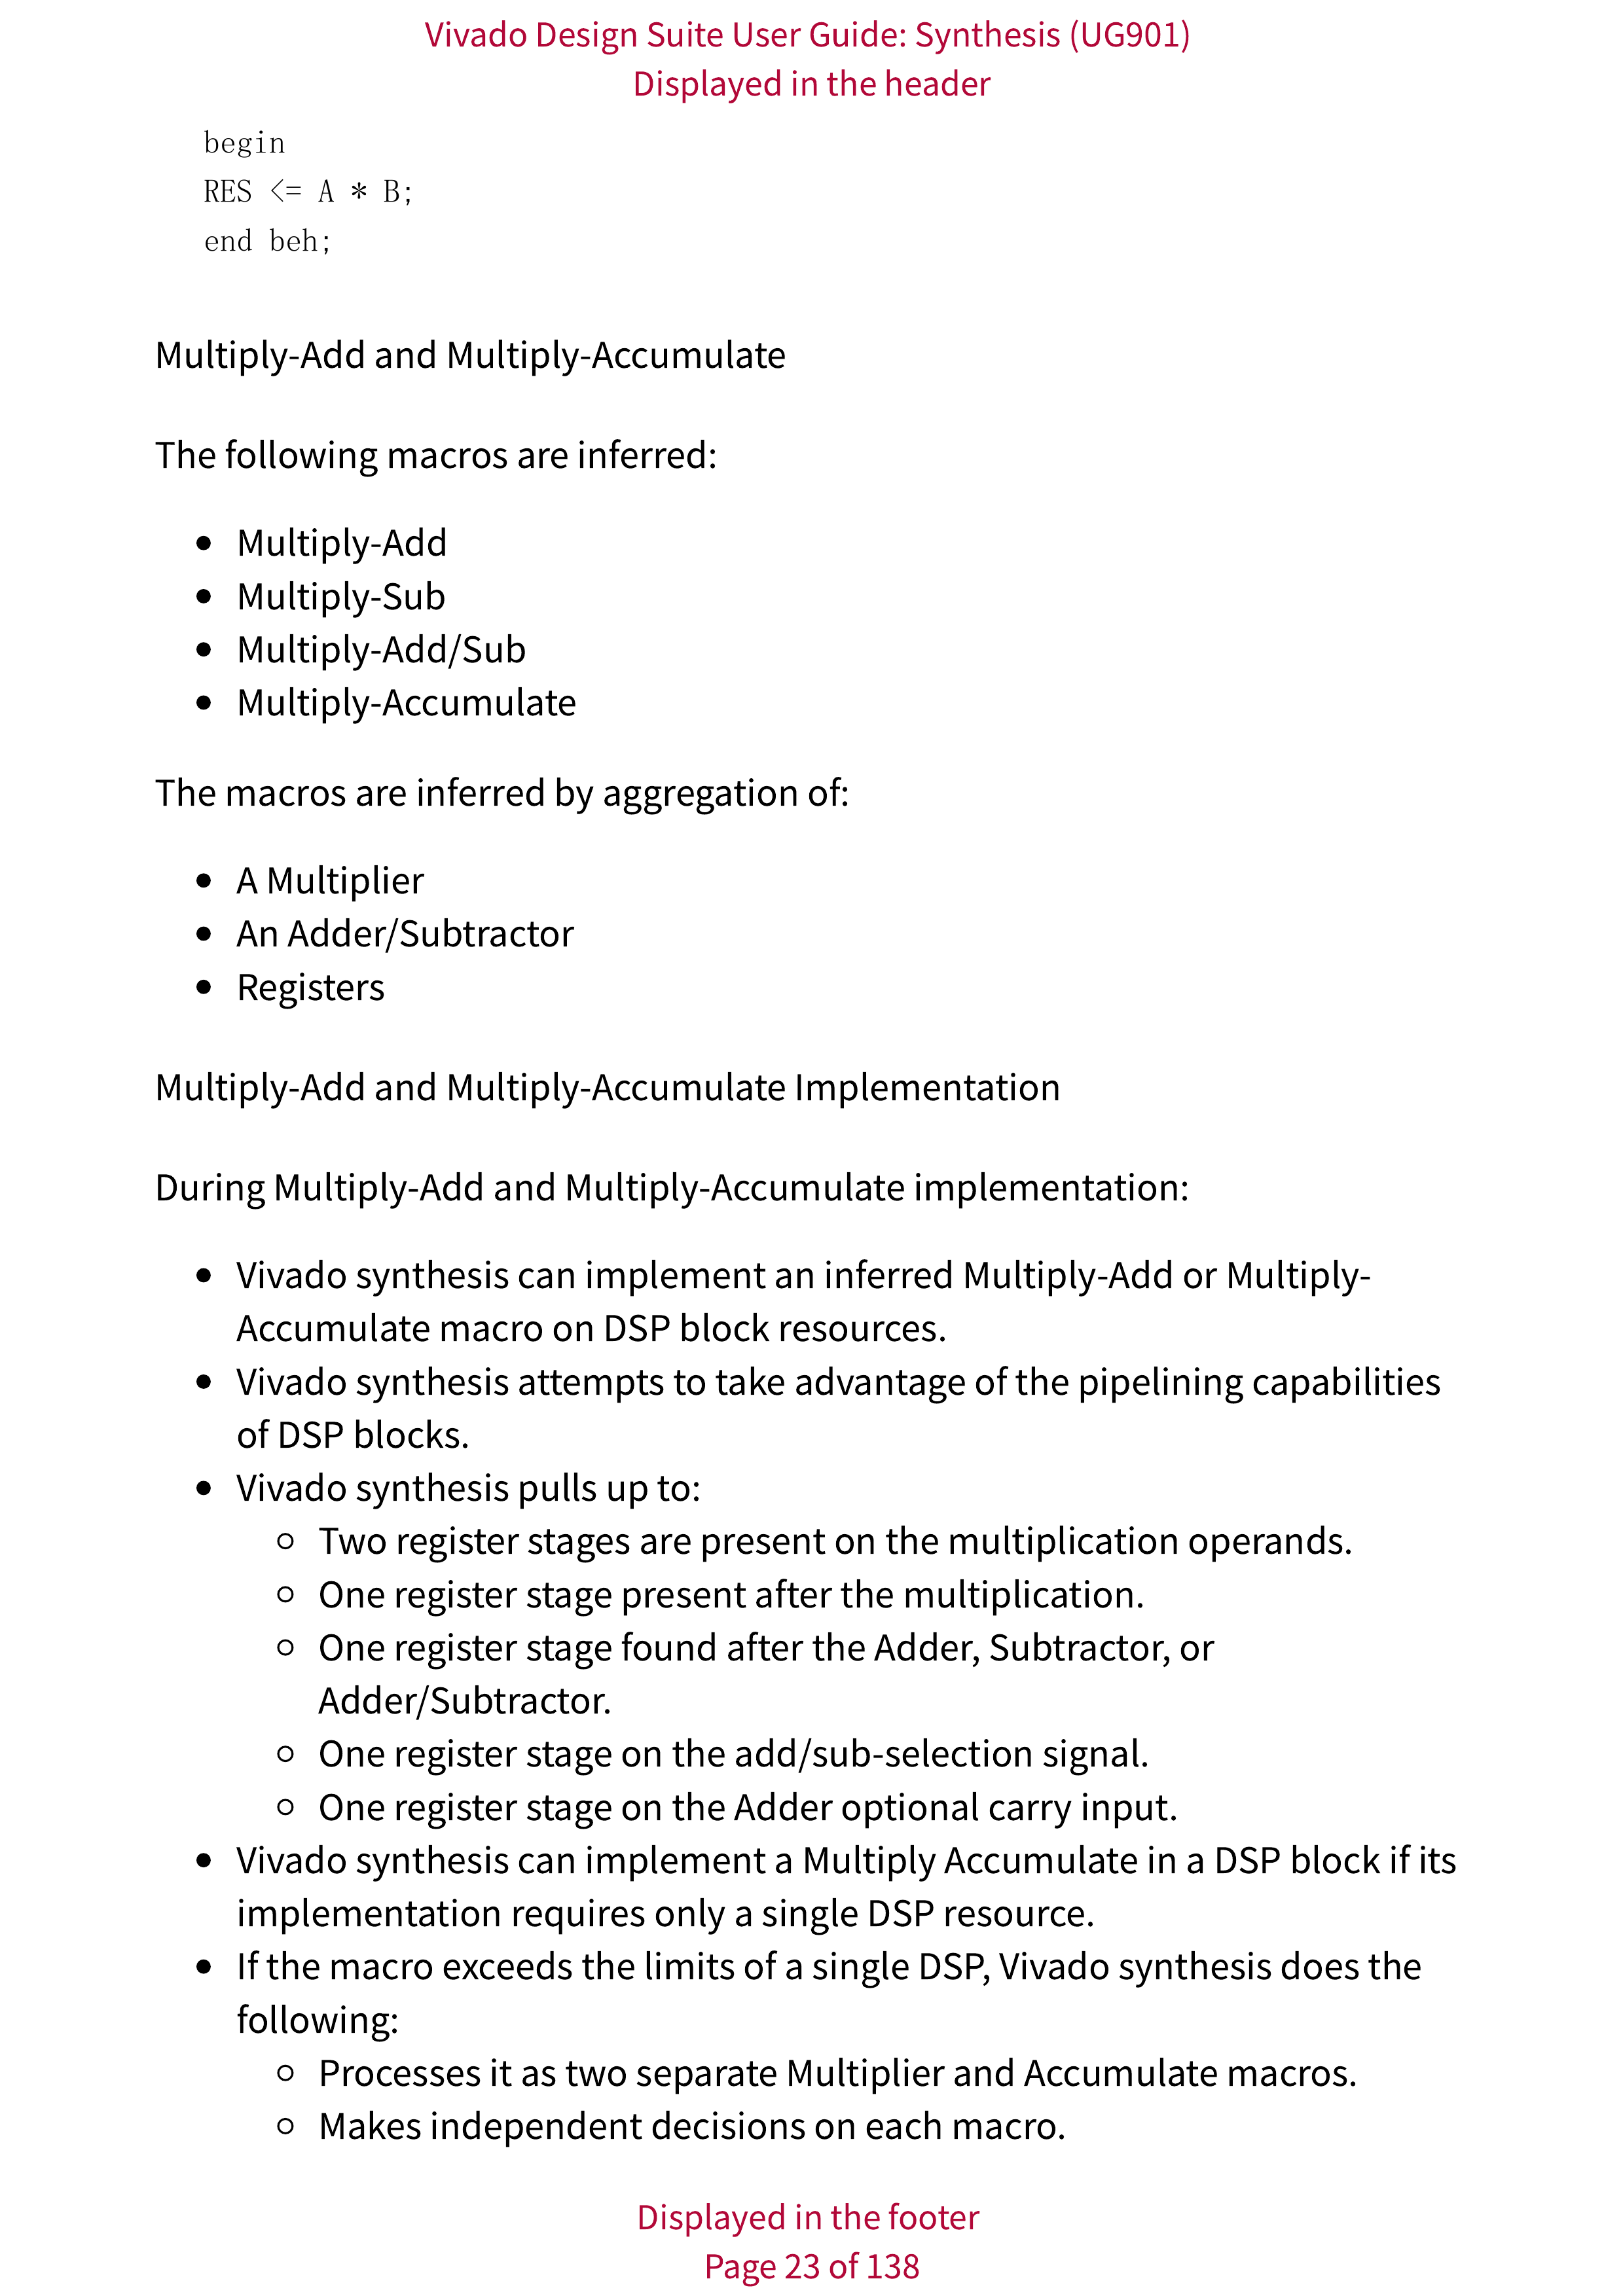 Vivado Design Suite User Guide: Synthesis (UG901)
Displayed in the header
begin
RES <= A * B;
end beh;
Multiply-Add and Multiply-Accumulate
The following macros are inferred:
• Multiply-Add
• Multiply-Sub
• Multiply-Add/Sub
• Multiply-Accumulate
The macros are inferred by aggregation of:
• A Multiplier
• An Adder/Subtractor
• Registers
Multiply-Add and Multiply-Accumulate Implementation
During Multiply-Add and Multiply-Accumulate implementation:
• Vivado synthesis can implement an inferred Multiply-Add or Multiply-
Accumulate macro on DSP block resources.
• Vivado synthesis attempts to take advantage of the pipelining capabilities
of DSP blocks.
• Vivado synthesis pulls up to:
○ Two register stages are present on the multiplication operands.
○ One register stage present after the multiplication.
○ One register stage found after the Adder, Subtractor, or
Adder/Subtractor.
○ One register stage on the add/sub-selection signal.
○ One register stage on the Adder optional carry input.
• Vivado synthesis can implement a Multiply Accumulate in a DSP block if its
implementation requires only a single DSP resource.
• If the macro exceeds the limits of a single DSP, Vivado synthesis does the
following:
○ Processes it as two separate Multiplier and Accumulate macros.
○ Makes independent decisions on each macro.
Displayed in the footer
Page 23 of 138